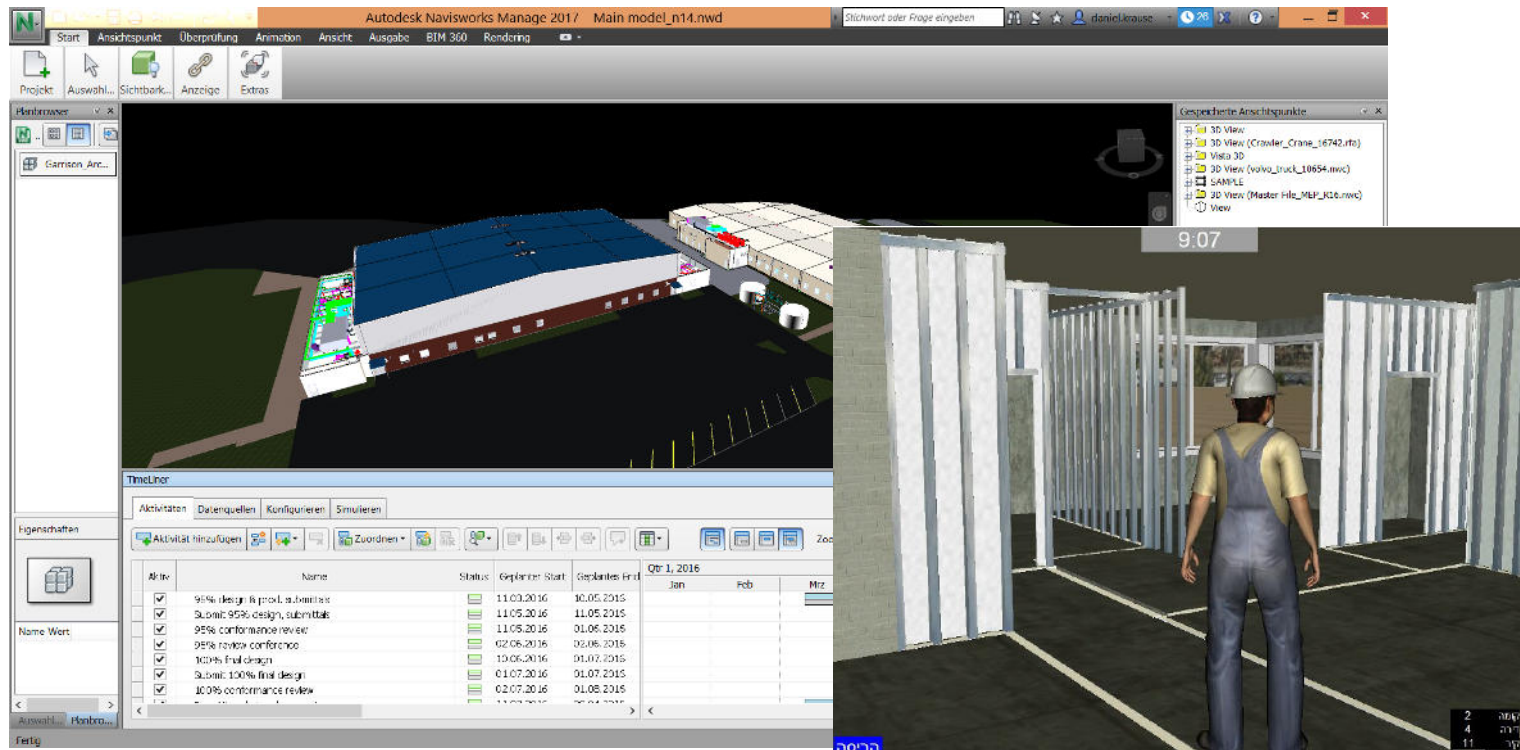 Autodesk Navisworks Manage 2017 Main model_n14.nwd
Stichwort oder Frage eingeben
daniel.krause
26
Start Ansichtspunkt Überprüfung Animation Ansicht Ausgabe BIM 360 Rendering
Projekt Auswahl... Sichtbark... Anzeige Extras
Planbrowser
Garrison_Arc...
Gespeicherte Ansichtspunkte
3D View
3D View (Crawler_Crane_16742.rfa)
Vista 3D
3D View (volvo_truck_10654.nwc)
SAMPLE
3D View (Master File_MEP_R16.nwc)
View
9:07
TimeLiner
Aktivitäten Datenquellen Konfigurieren Simulieren
Aktivität hinzufügen Zuordnen
Aktiv Name Status Geplanter Start Geplantes End
Qtr 1, 2016
Jan Feb Mrz
95% design & prod. submittals 11.03.2016 10.05.2016
Submit 95% design, submittals 11.05.2016 11.05.2016
95% conformance review 11.05.2016 01.06.2016
95% review conference 02.06.2016 02.06.2016
100% final design 10.06.2016 01.07.2016
Submit 100% final design 01.07.2016 01.07.2016
100% conformance review 02.07.2016 01.08.2016
Eigenschaften
Name Wert
Auswahl... Planbro...
Fertig
הריסה
2 קומה
4 דירה
11 קיר